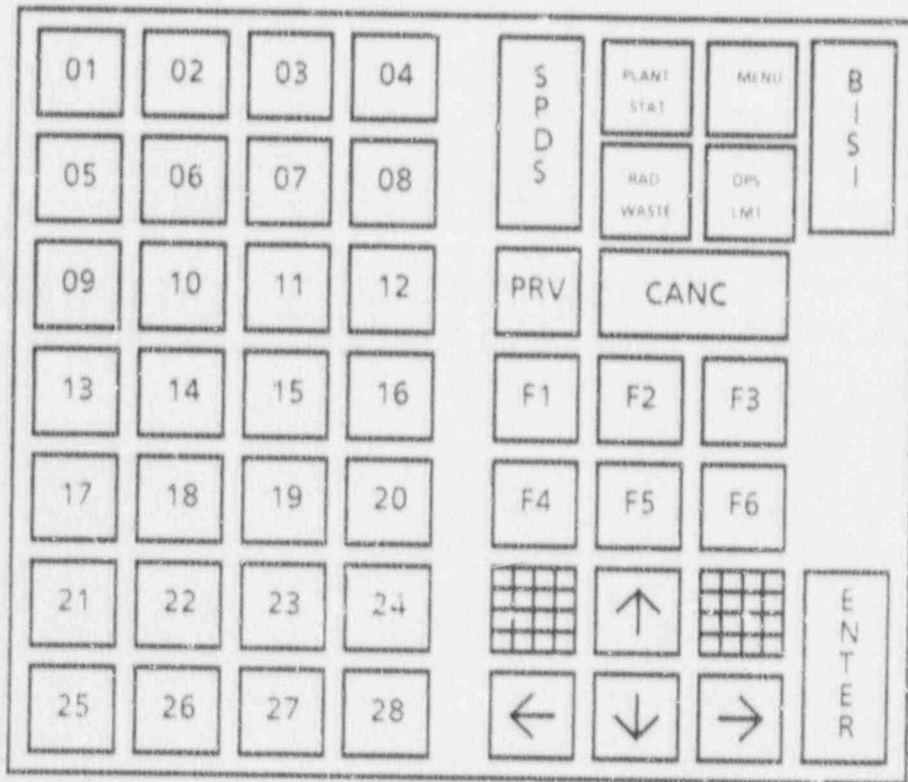 01 02 03 04
05 06 07 08
09 10 11 12
13 14 15 16
17 18 19 20
21 22 23 24
25 26 27 28
SPDS
PLANT
STAT
MENU
BISI
RAD
WASTE
OPS
LMT
PRV
CANC
F1 F2 F3
F4 F5 F6
↑
← ↓ →
ENTER